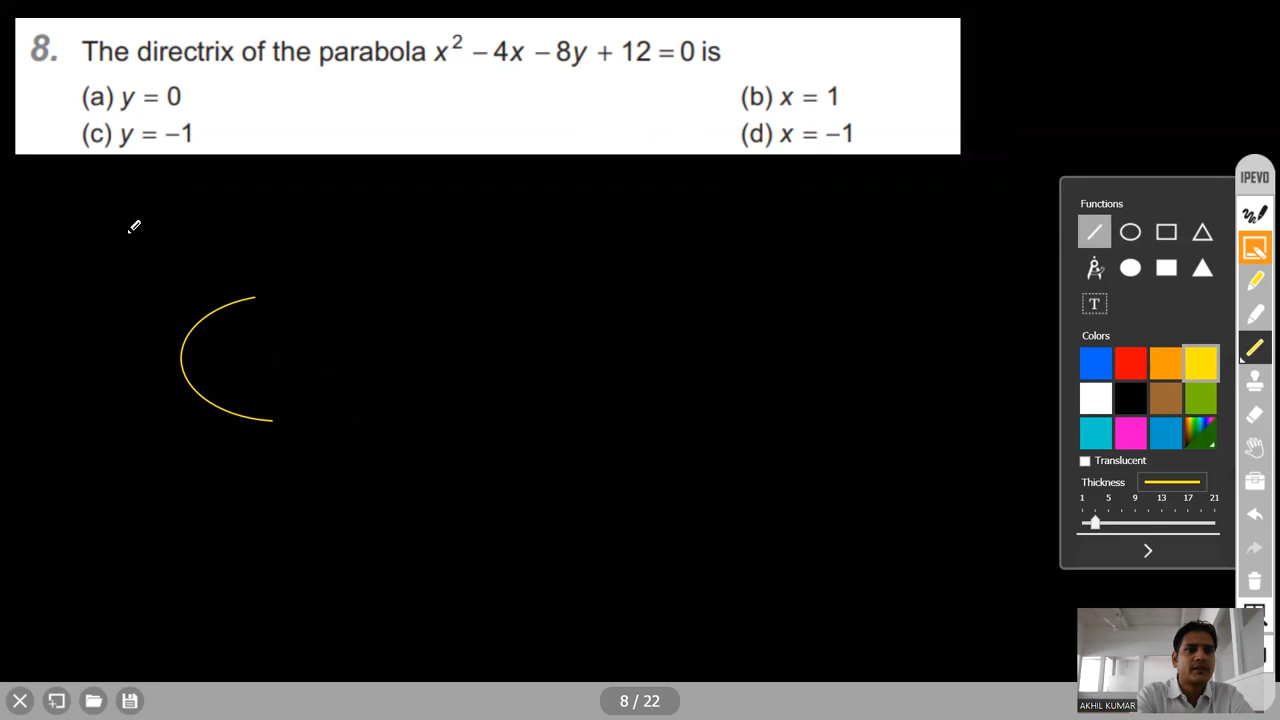 8. The directrix of the parabola x² − 4x − 8y + 12 = 0 is
(a) y = 0 (b) x = 1
(c) y = −1 (d) x = −1
IPEVO
Functions
T
Colors
Translucent
Thickness
1 5 9 13 17 21
8 / 22
AKHIL KUMAR